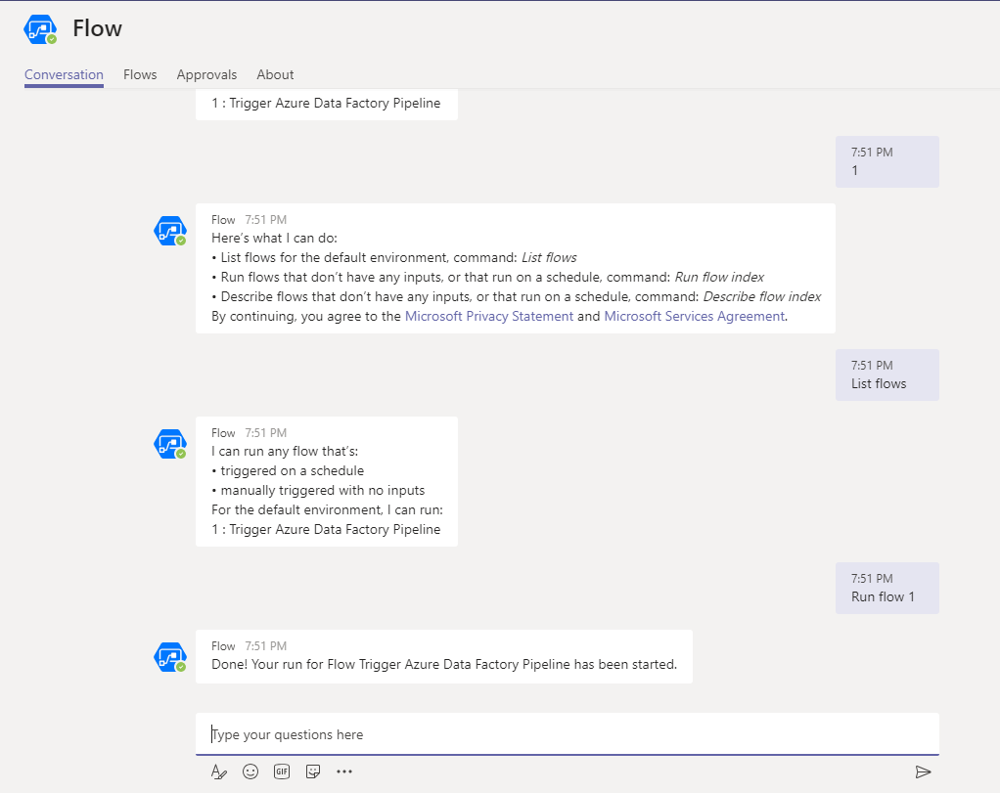 Flow
Conversation Flows Approvals About
1 : Trigger Azure Data Factory Pipeline
7:51 PM
1
Flow 7:51 PM
Here's what I can do:
• List flows for the default environment, command: List flows
• Run flows that don't have any inputs, or that run on a schedule, command: Run flow index
• Describe flows that don't have any inputs, or that run on a schedule, command: Describe flow index
By continuing, you agree to the Microsoft Privacy Statement and Microsoft Services Agreement.
7:51 PM
List flows
Flow 7:51 PM
I can run any flow that's:
• triggered on a schedule
• manually triggered with no inputs
For the default environment, I can run:
1 : Trigger Azure Data Factory Pipeline
7:51 PM
Run flow 1
Flow 7:51 PM
Done! Your run for Flow Trigger Azure Data Factory Pipeline has been started.
Type your questions here
GIF